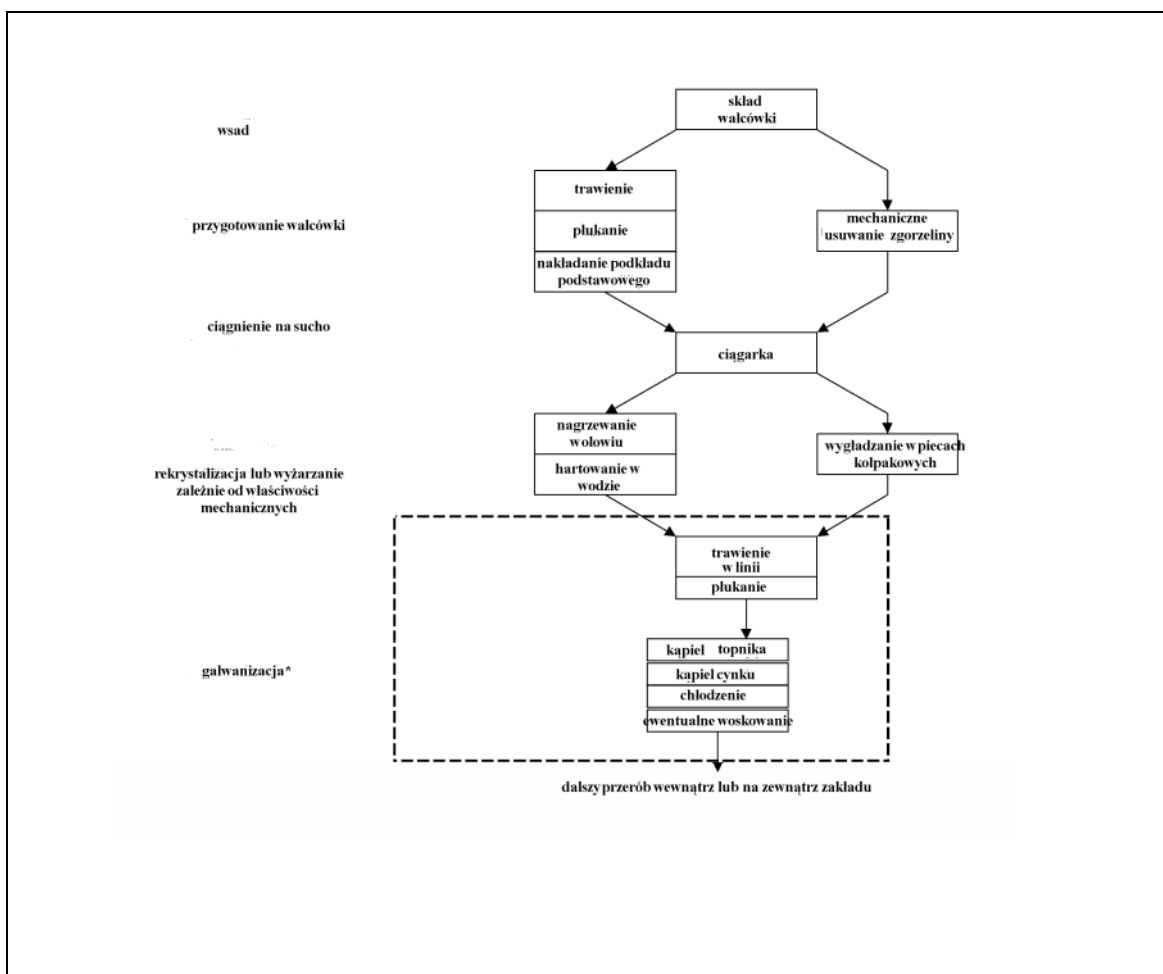 skład
walcówki
wsad
trawienie
płukanie
nakładanie podkładu
podstawowego
przygotowanie walcówki
mechaniczne
usuwanie zgorzeliny
ciągnienie na sucho
ciągarka
nagrzewanie
w ołowiu
hartowanie w
wodzie
wygładzanie w piecach
kołpakowych
rekrystalizacja lub wyżarzanie
zależnie od właściwości
mechanicznych
trawienie
w linii
płukanie
kąpiel topnika
kąpiel cynku
chłodzenie
ewentualne woskowanie
galwanizacja*
dalszy przerób wewnątrz lub na zewnątrz zakładu